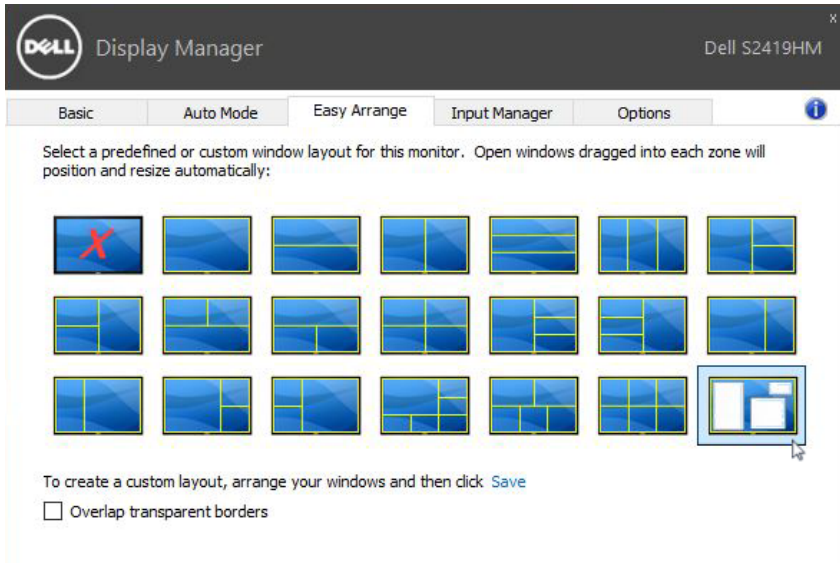 DELL Display Manager
x
Dell S2419HM
Basic Auto Mode Easy Arrange Input Manager Options i
Select a predefined or custom window layout for this monitor. Open windows dragged into each zone will
position and resize automatically:
X
To create a custom layout, arrange your windows and then click Save
Overlap transparent borders